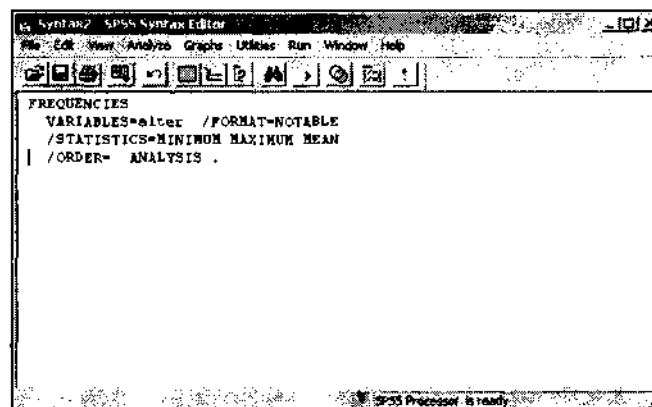 Syntax2 - SPSS Syntax Editor
File Edit View Analyze Graphs Utilities Run Window Help
FREQUENCIES
VARIABLES=alter /FORMAT=NOTABLE
/STATISTICS=MINIMUM MAXIMUM MEAN
/ORDER= ANALYSIS .
SPSS Processor is ready